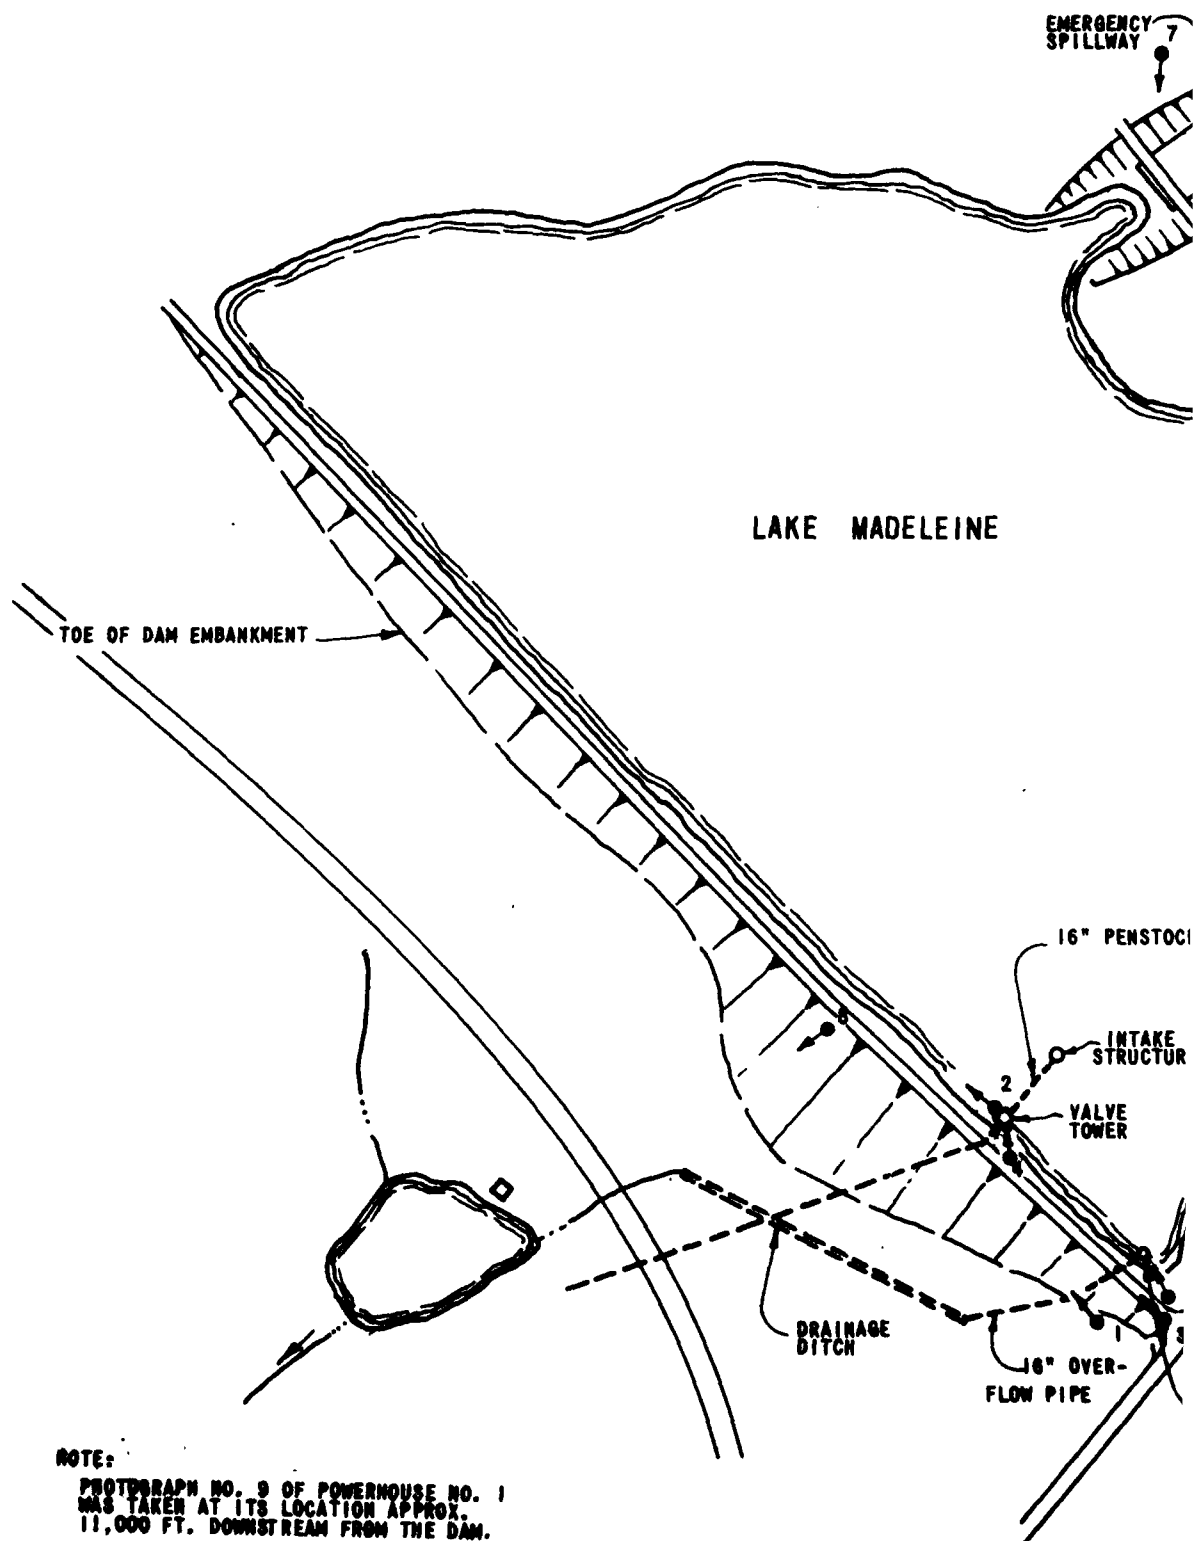 EMERGENCY
SPILLWAY
7
LAKE MADELEINE
TOE OF DAM EMBANKMENT
16"
INTAKE
2
VALVE
TOWER
DRAINAGE
DITCH
1
3
16" OVER-
FLOW PIPE
NOTE:
PHOTOGRAPH NO. 9 OF POWERHOUSE NO. 1
WAS TAKEN AT ITS LOCATION APPROX.
11,000 FT. DOWNSTREAM FROM THE DAM.